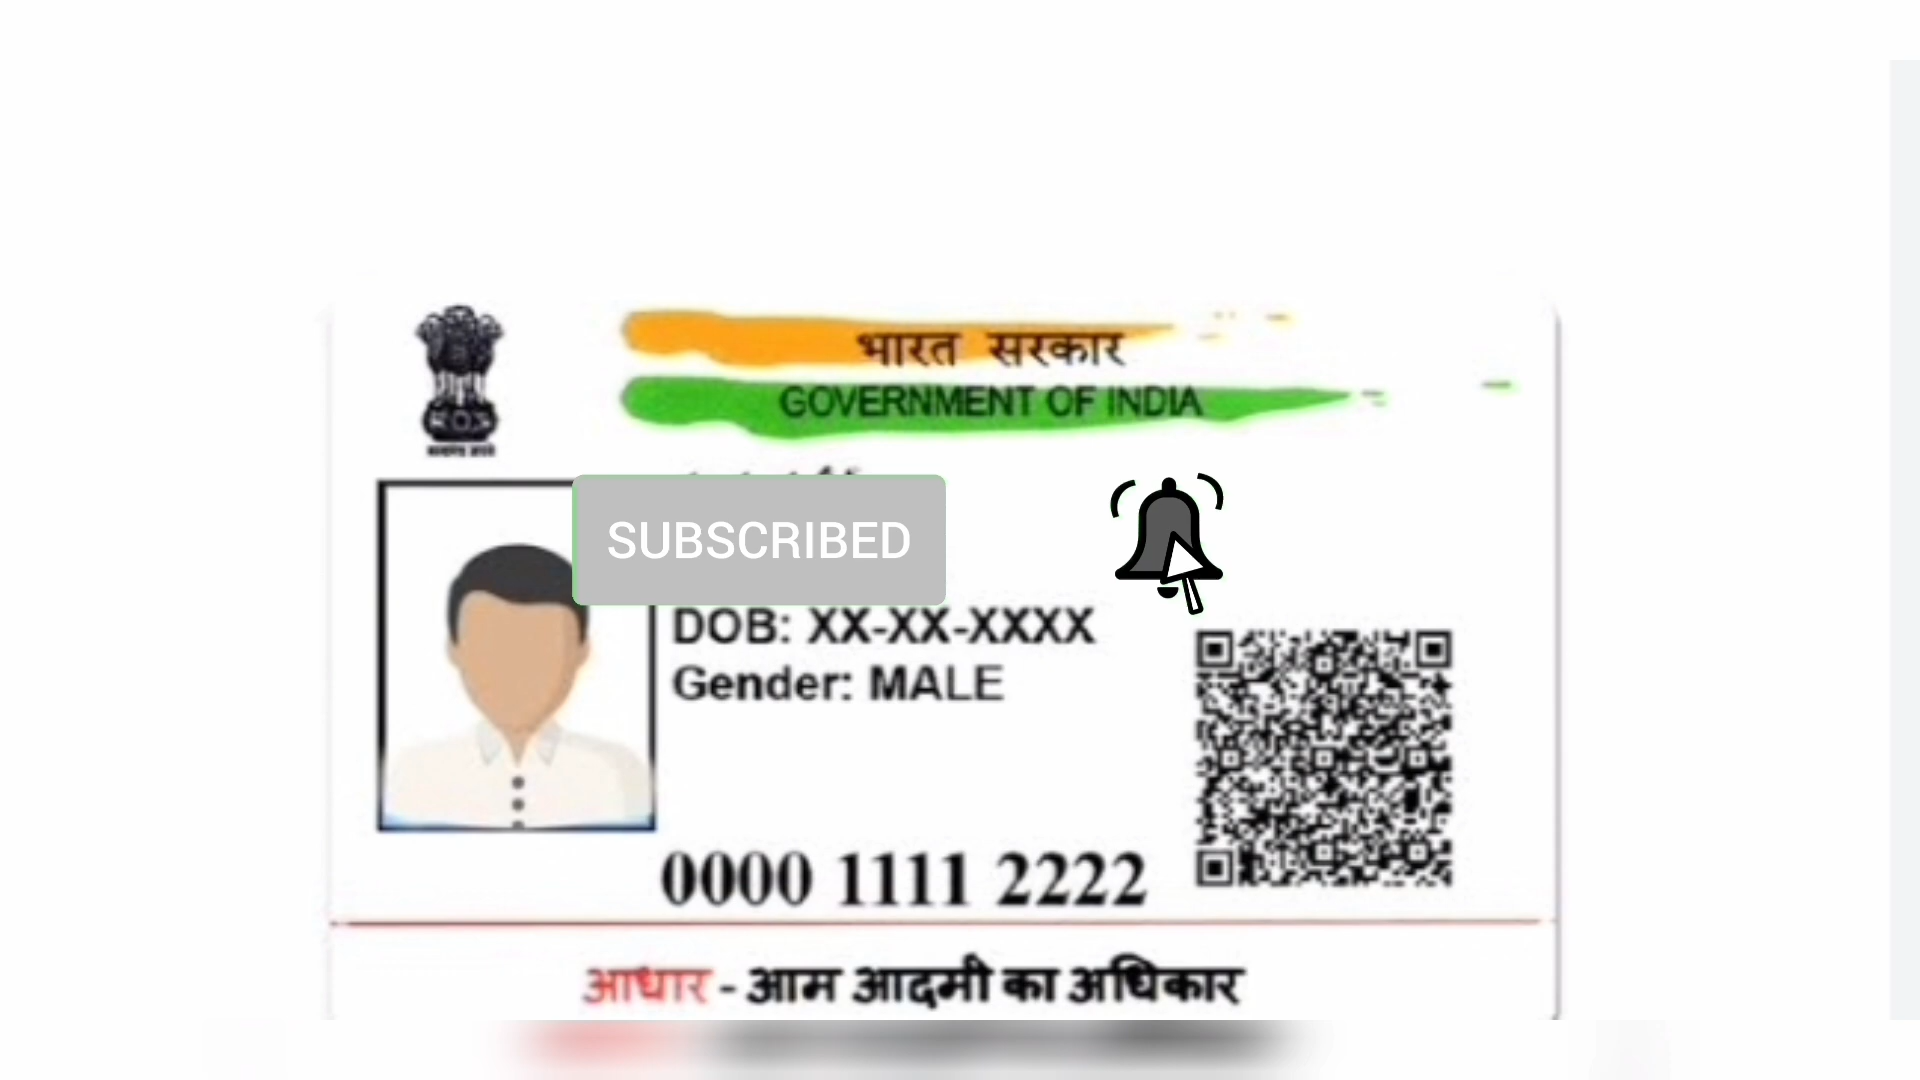 भारत सरकार
GOVERNMENT OF INDIA
SUBSCRIBED
DOB: XX-XX-XXXX
Gender: MALE
0000 1111 2222
आधार - आम आदमी का अधिकार